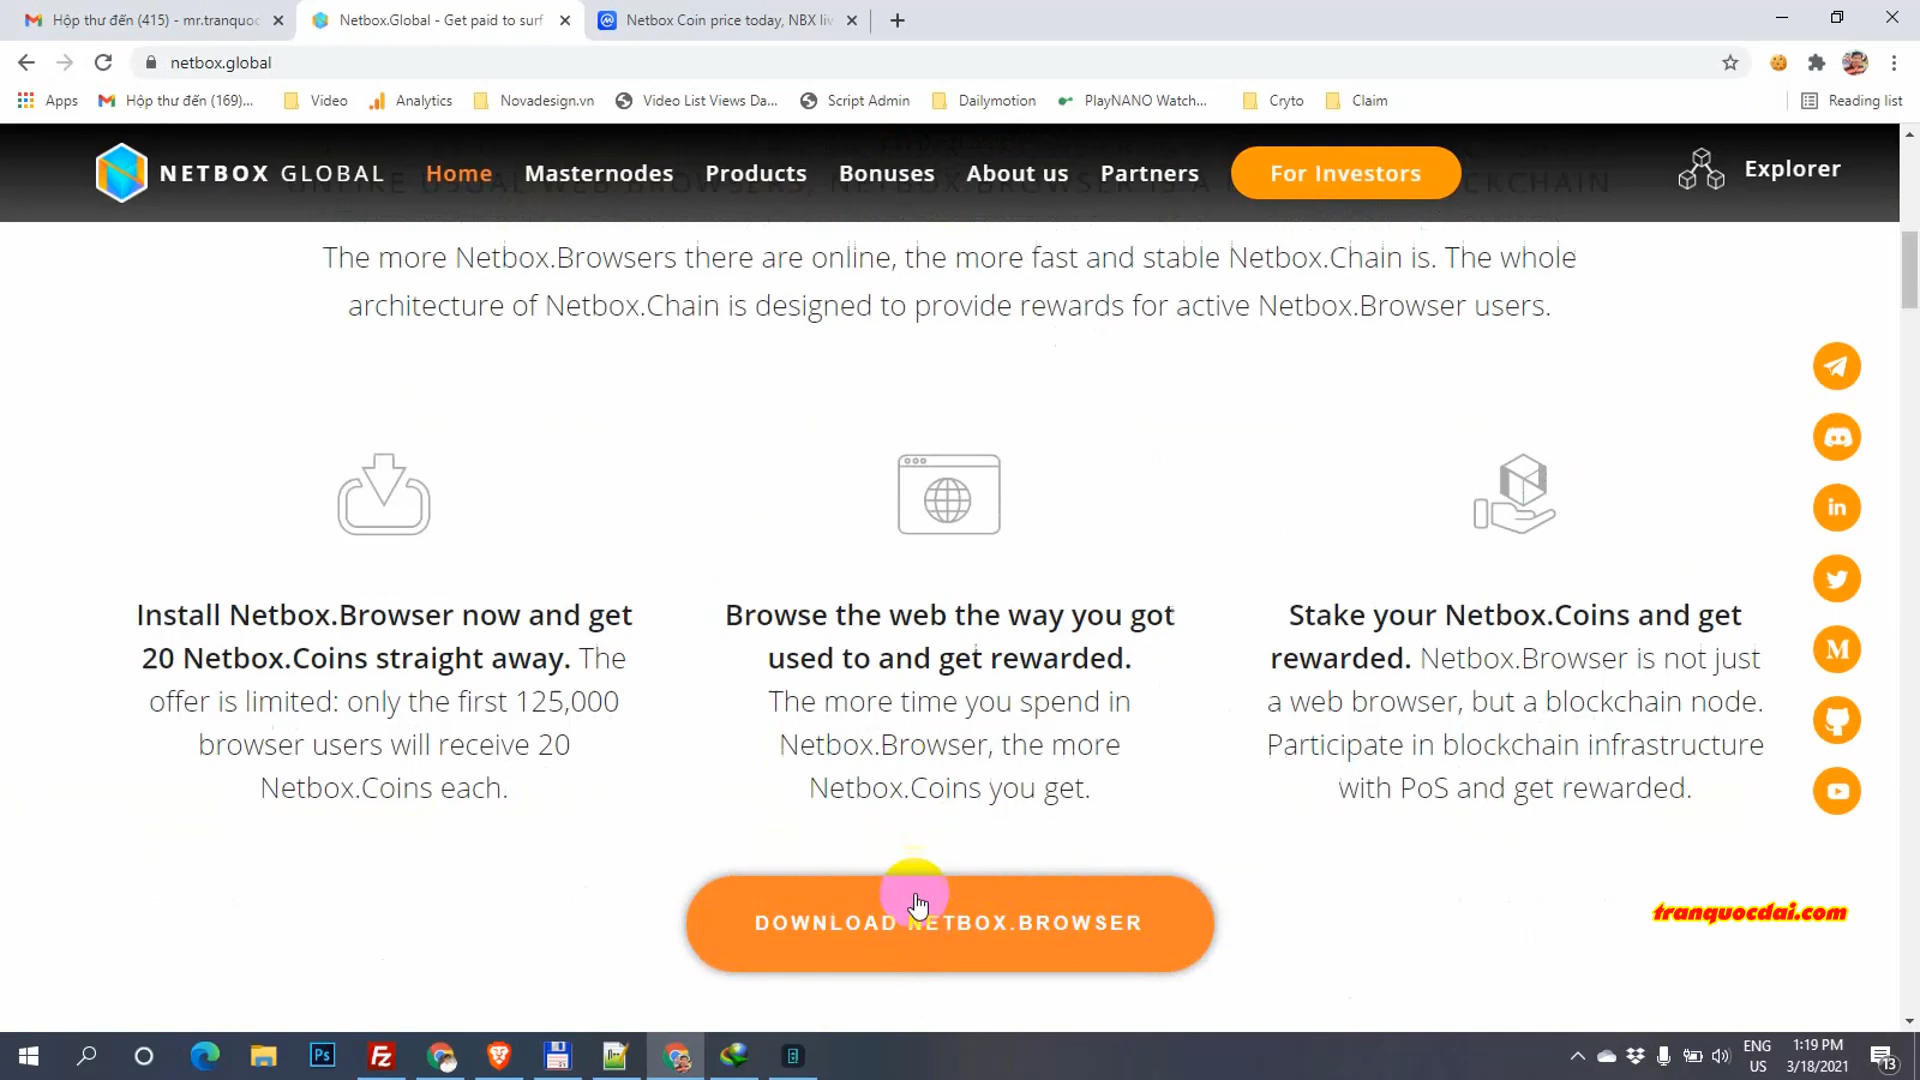 Hộp thư đến (415) - mr.tranquoc
Netbox.Global - Get paid to surf
Netbox Coin price today, NBX liv
netbox.global
Apps
Hộp thư đến (169)...
Video
Analytics
Novadesign.vn
Video List Views Da...
Script Admin
Dailymotion
PlayNANO Watch...
Cryto
Claim
Reading list
NETBOX GLOBAL
Home
Masternodes
Products
Bonuses
About us
Partners
For Investors
Explorer
The more Netbox.Browsers there are online, the more fast and stable Netbox.Chain is. The whole
architecture of Netbox.Chain is designed to provide rewards for active Netbox.Browser users.
Install Netbox.Browser now and get
20 Netbox.Coins straight away. The
offer is limited: only the first 125,000
browser users will receive 20
Netbox.Coins each.
Browse the web the way you got
used to and get rewarded.
The more time you spend in
Netbox.Browser, the more
Netbox.Coins you get.
Stake your Netbox.Coins and get
rewarded. Netbox.Browser is not just
a web browser, but a blockchain node.
Participate in blockchain infrastructure
with PoS and get rewarded.
DOWNLOAD NETBOX.BROWSER
tranquocdai.com
ENG
US
1:19 PM
3/18/2021
13